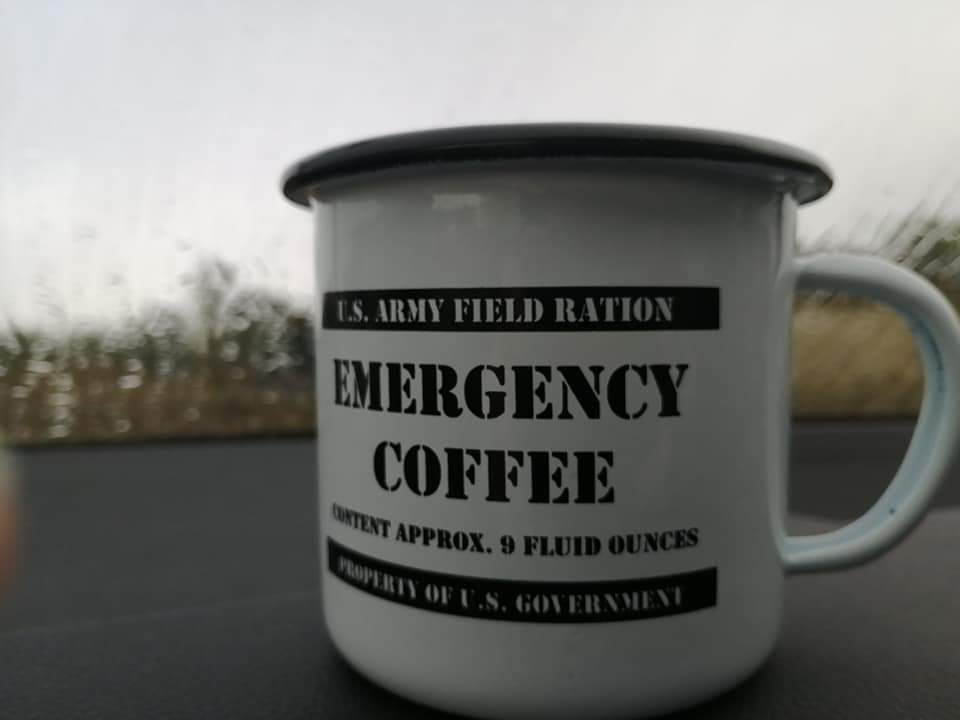 U.S. ARMY FIELD RATION
EMERGENCY
COFFEE
CONTENT APPROX. 9 FLUID OUNCES
PROPERTY OF U.S. GOVERNMENT